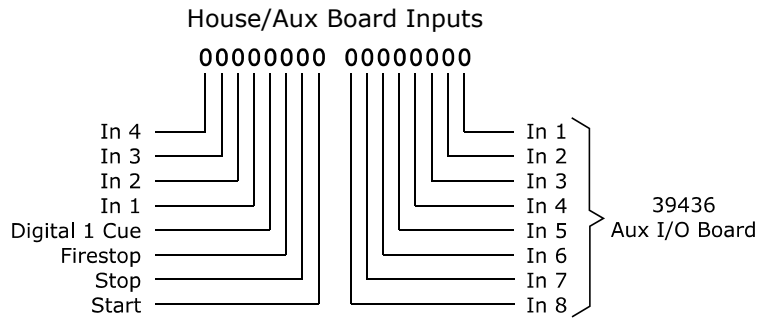 House/Aux Board Inputs
00000000 00000000
In 4
In 3
In 2
In 1
Digital 1 Cue
Firestop
Stop
Start
In 1
In 2
In 3
In 4
In 5
In 6
In 7
In 8
39436
Aux I/O Board